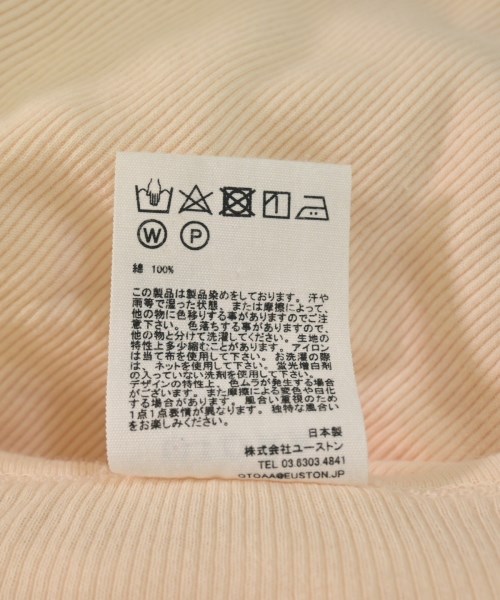 W P
綿 100%
この製品は製品染めをしております。汗や
雨等で湿った状態、または摩擦によって、
他の物に移色する事がありますのでご注
意下さい。色落ちする事がありますので、
他の物と分けて洗濯してください。生地の
特性上多少縮むことがあります。アイロン
は当て布を使用して下さい。お洗濯の際
は、ネットを使用して下さい。蛍光増白剤
の入っていない洗剤を使用して下さい。
デザインの特性上、色ムラが発生する場合
がございます。また摩擦による変色や白化
する場合があります。風合い重視のため
1点1点表情が異なります。独特な風合い
をお楽しみください。
日本製
株式会社ユーストン
TEL 03.6303.4841
OTOAA@EUSTON.JP